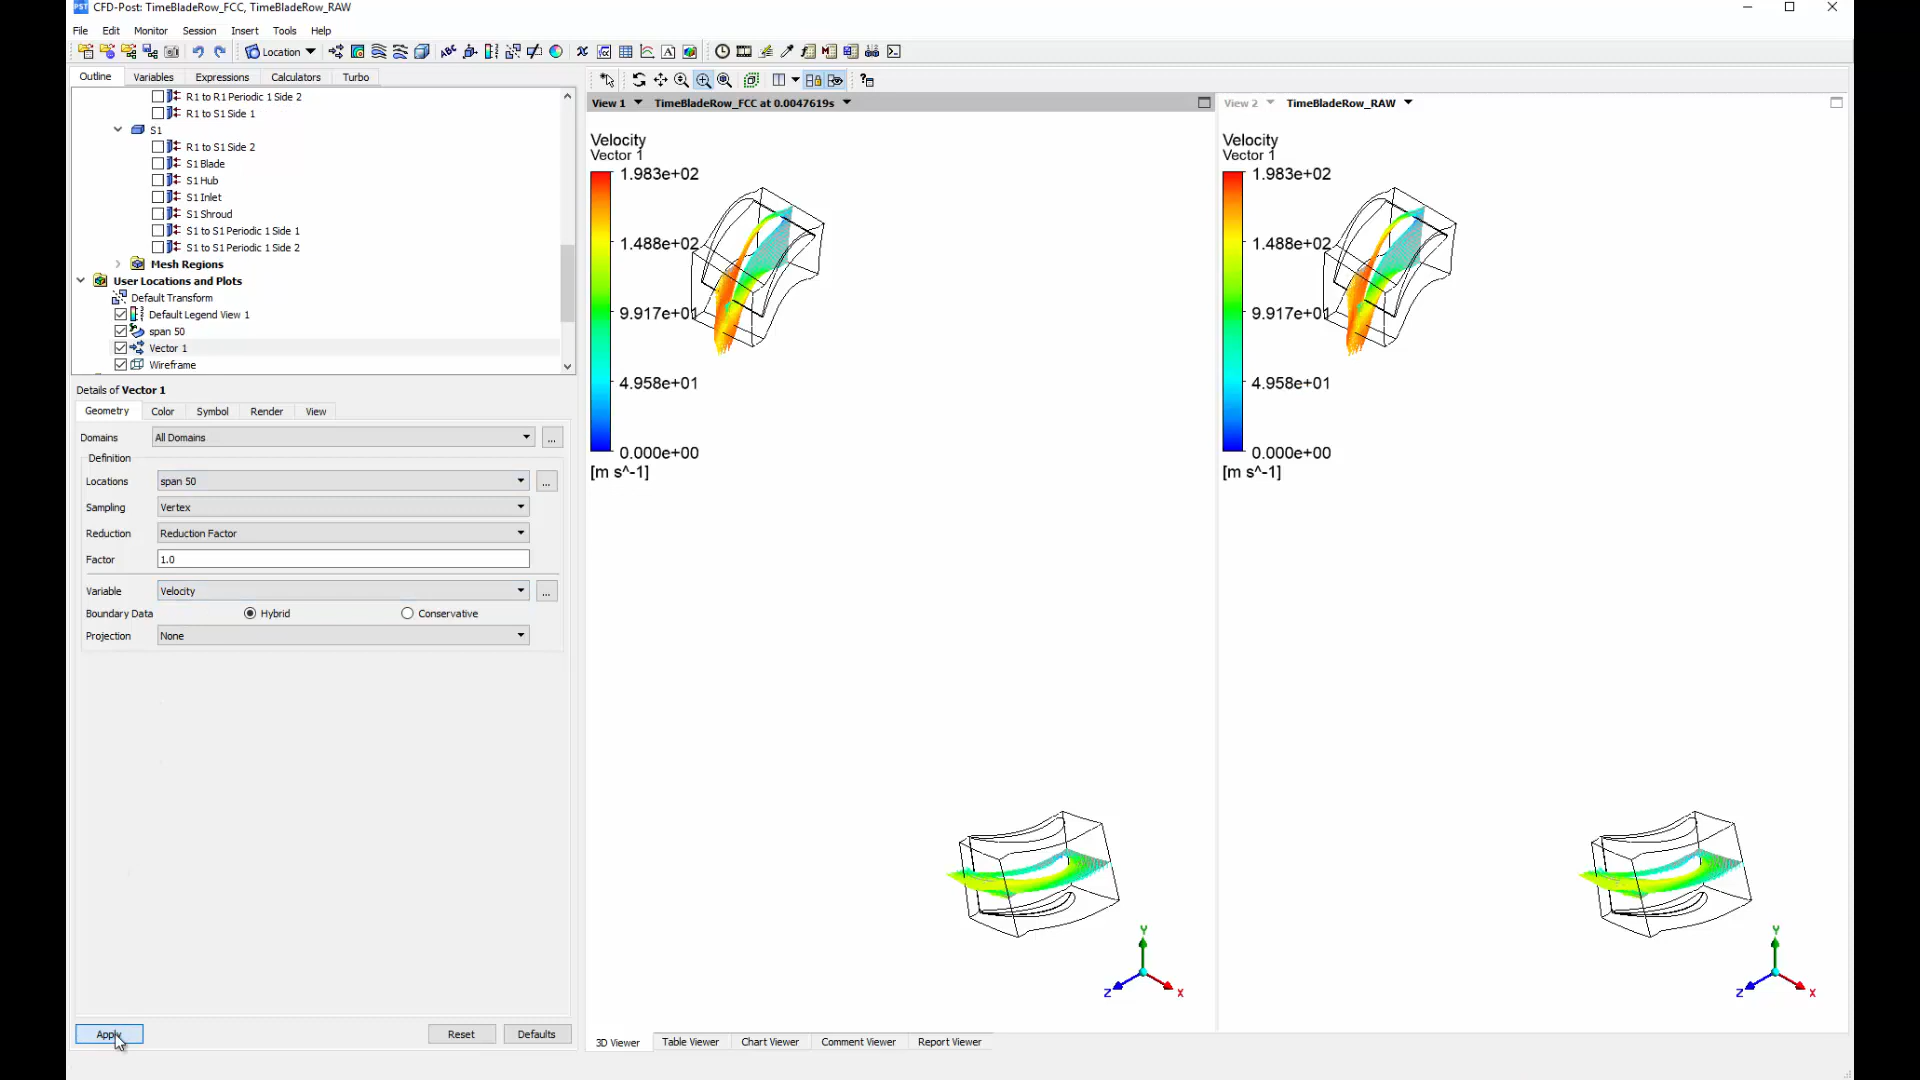 CFD-Post: TimeBladeRow_FCC, TimeBladeRow_RAW
File Edit Monitor Session Insert Tools Help
Location
Outline Variables Expressions Calculators Turbo
R1 to R1 Periodic 1 Side 2
R1 to S1 Side 1
S1
R1 to S1 Side 2
S1 Blade
S1 Hub
S1 Inlet
S1 Shroud
S1 to S1 Periodic 1 Side 1
S1 to S1 Periodic 1 Side 2
Mesh Regions
User Locations and Plots
Default Transform
Default Legend View 1
span 50
Vector 1
Wireframe
Details of Vector 1
Geometry Color Symbol Render View
Domains All Domains ...
Definition
Locations span 50 ...
Sampling Vertex
Reduction Reduction Factor
Factor 1.0
Variable Velocity ...
Boundary Data Hybrid Conservative
Projection None
Apply Reset Defaults
View 1 TimeBladeRow_FCC at 0.0047619s
Velocity
Vector 1
1.983e+02
1.488e+02
9.917e+01
4.958e+01
0.000e+00
[m s^-1]
Y
Z X
View 2 TimeBladeRow_RAW
Velocity
Vector 1
1.983e+02
1.488e+02
9.917e+01
4.958e+01
0.000e+00
[m s^-1]
Y
Z X
3D Viewer Table Viewer Chart Viewer Comment Viewer Report Viewer